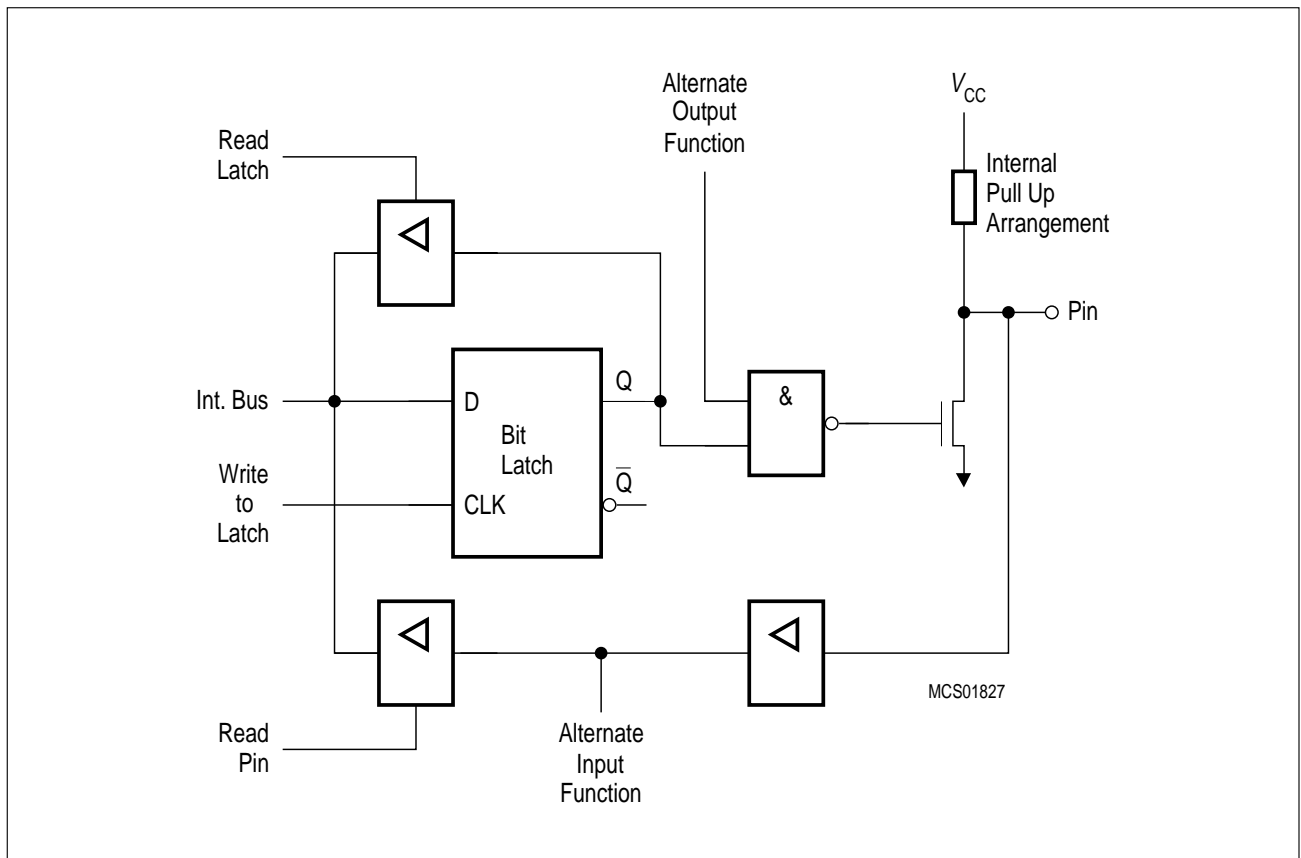 Alternate
Output
Function
V
CC
Read
Latch
Internal
Pull Up
Arrangement
Pin
Int. Bus
D
Q
&
Bit
Latch
Write
to
Latch
CLK
Q̅
MCS01827
Read
Pin
Alternate
Input
Function